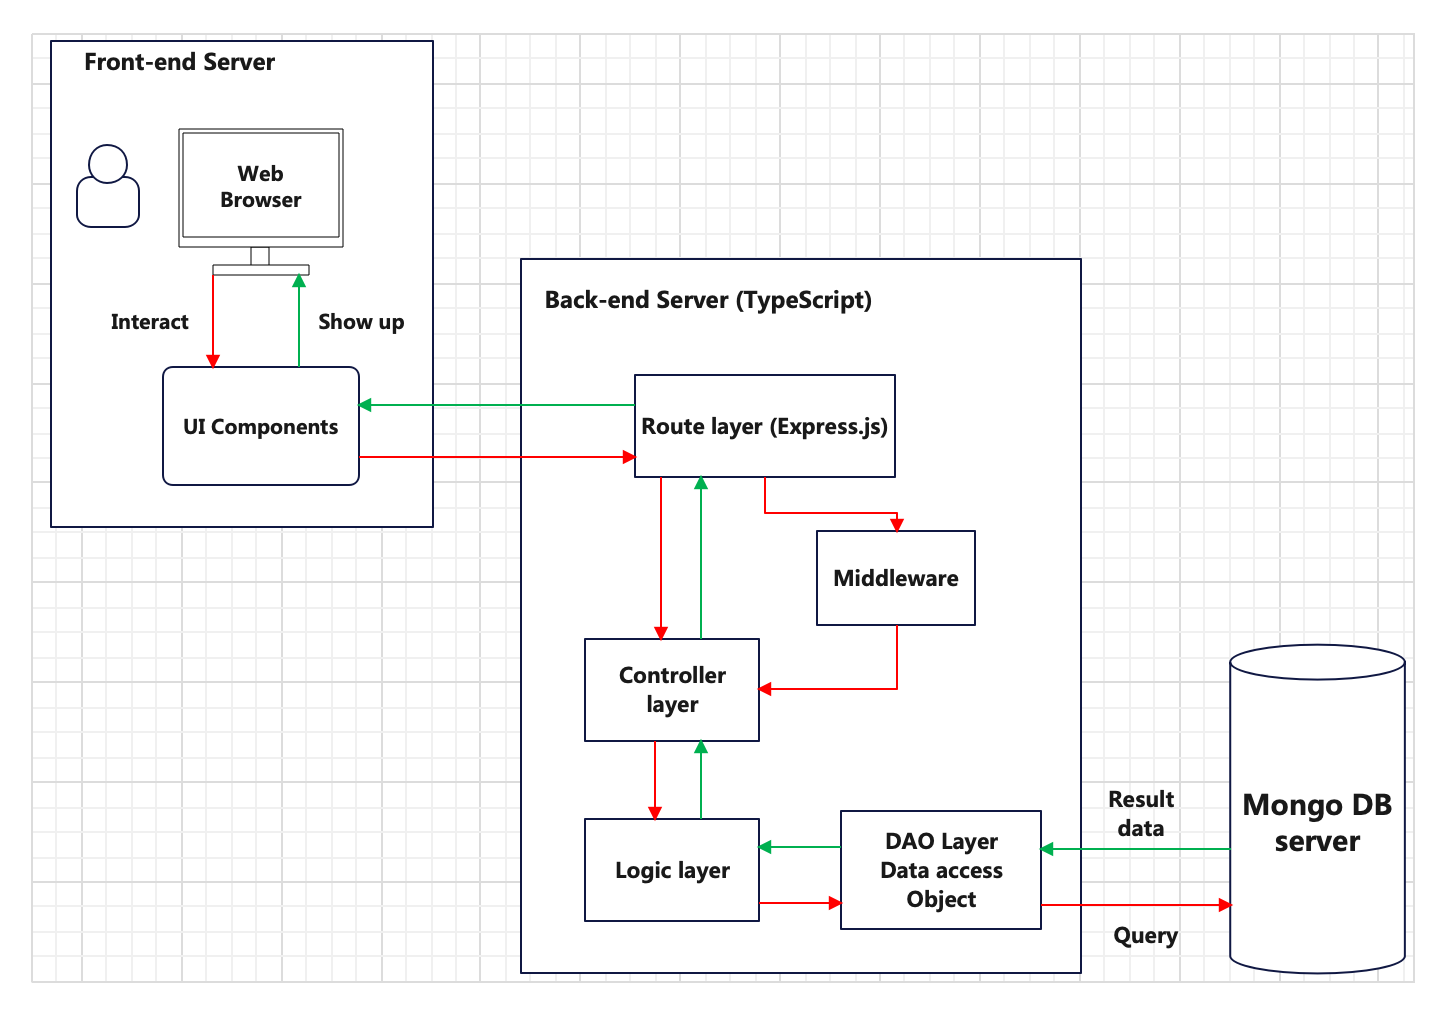 Front-end Server
Web
Browser
Interact
Show up
UI Components
Back-end Server (TypeScript)
Route layer (Express.js)
Middleware
Controller
layer
Logic layer
DAO Layer
Data access
Object
Result
data
Query
Mongo DB
server